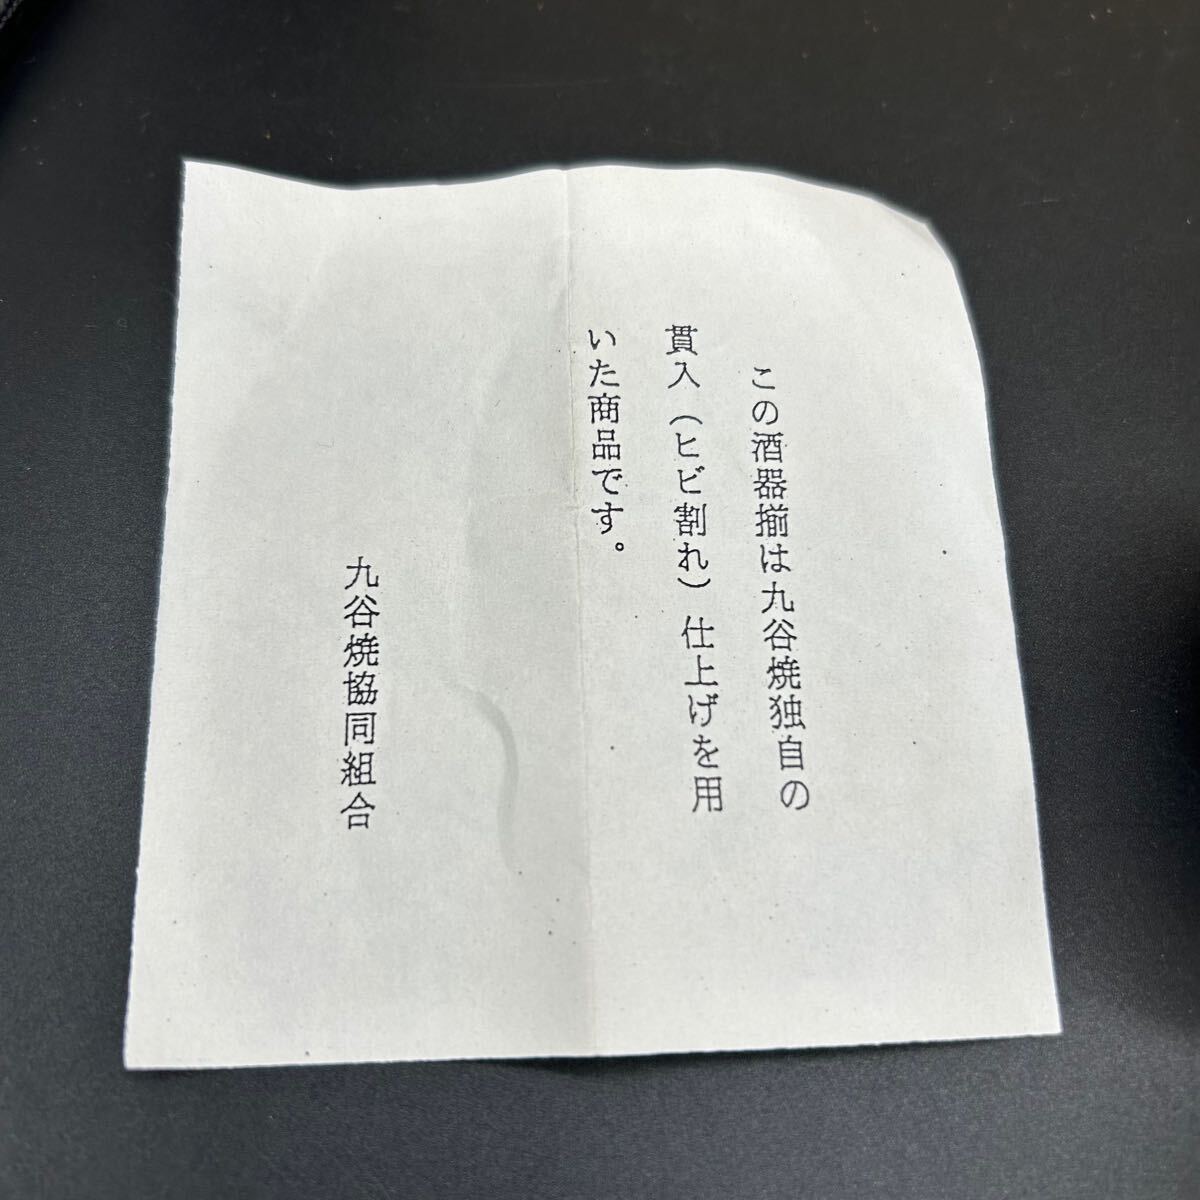 この酒器揃は九谷焼独自の
貫入（ヒビ割れ）仕上げを用
いた商品です。
九谷焼協同組合